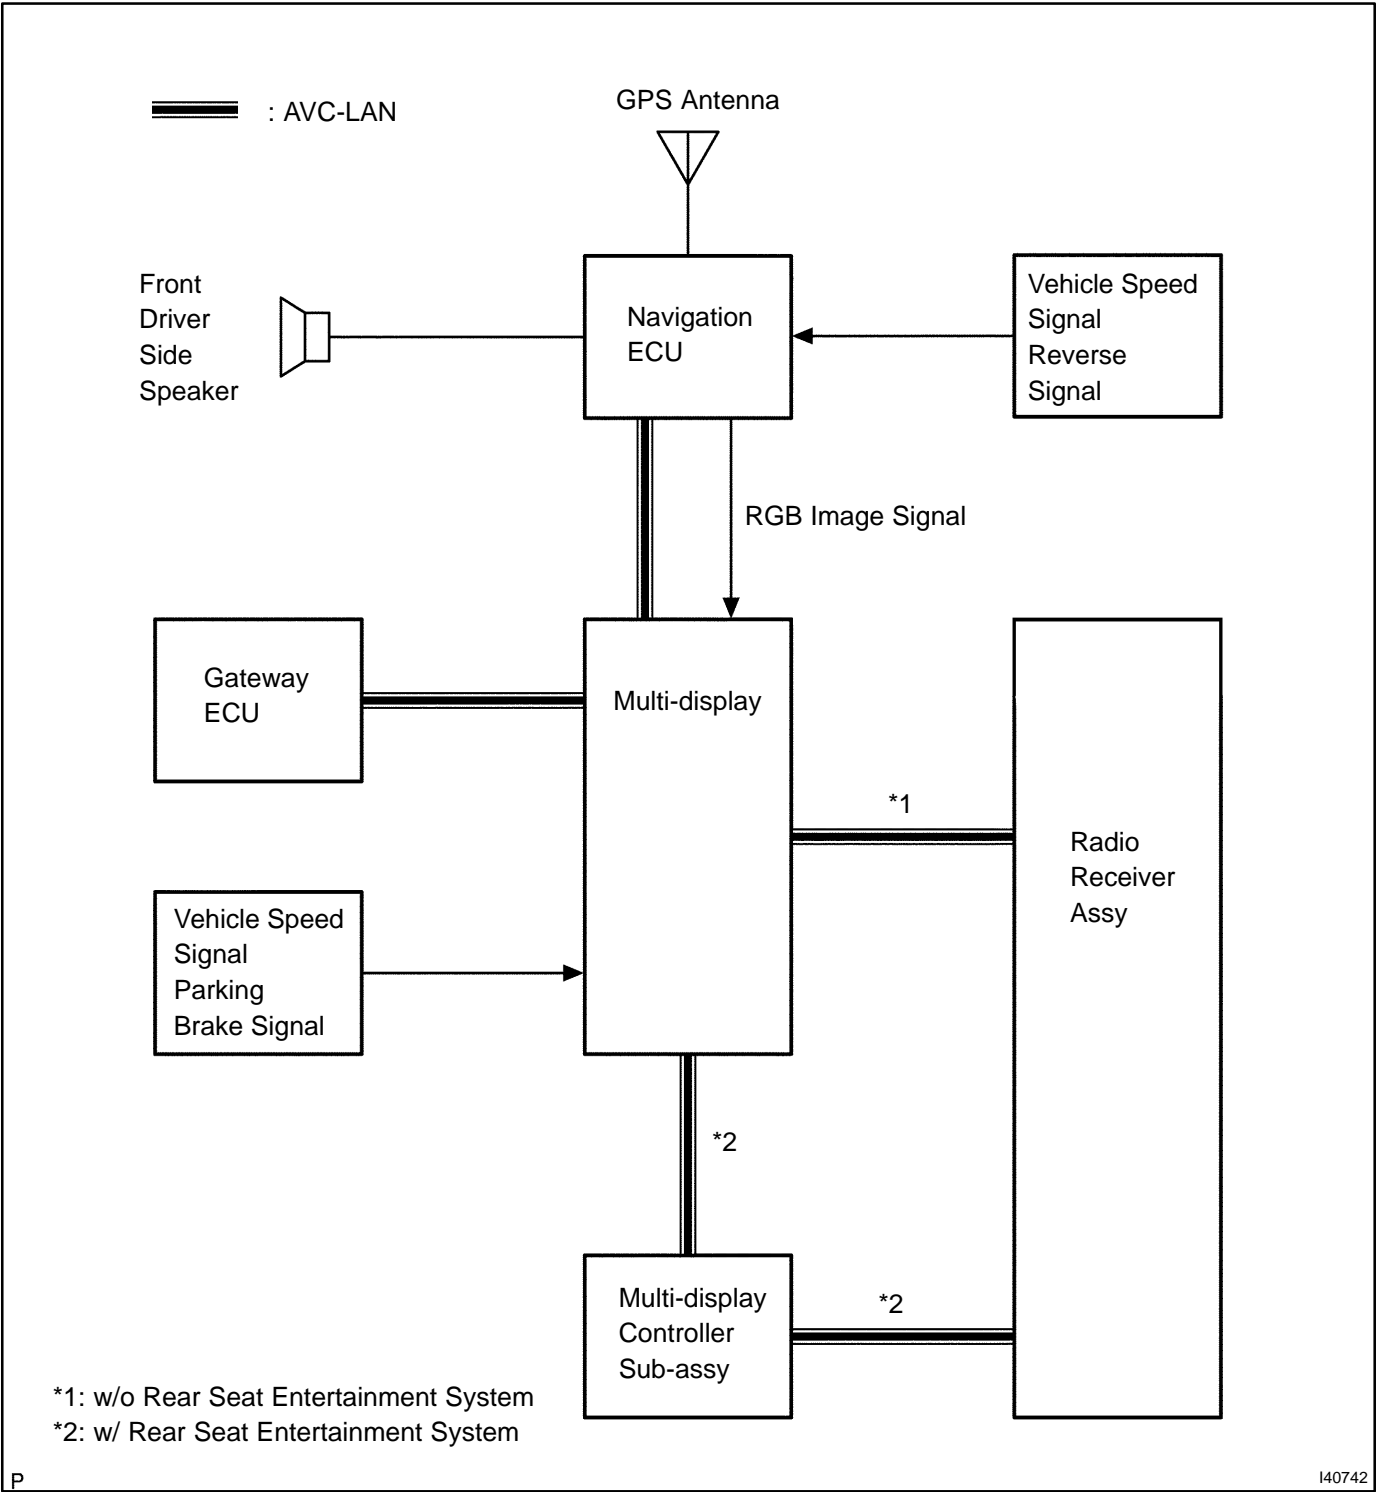 : AVC-LAN
GPS Antenna
Front
Driver
Side
Speaker
Navigation
ECU
Vehicle Speed
Signal
Reverse
Signal
RGB Image Signal
Gateway
ECU
Multi-display
*1
Radio
Receiver
Assy
Vehicle Speed
Signal
Parking
Brake Signal
*2
Multi-display
Controller
Sub-assy
*2
*1: w/o Rear Seat Entertainment System
*2: w/ Rear Seat Entertainment System
P
I40742